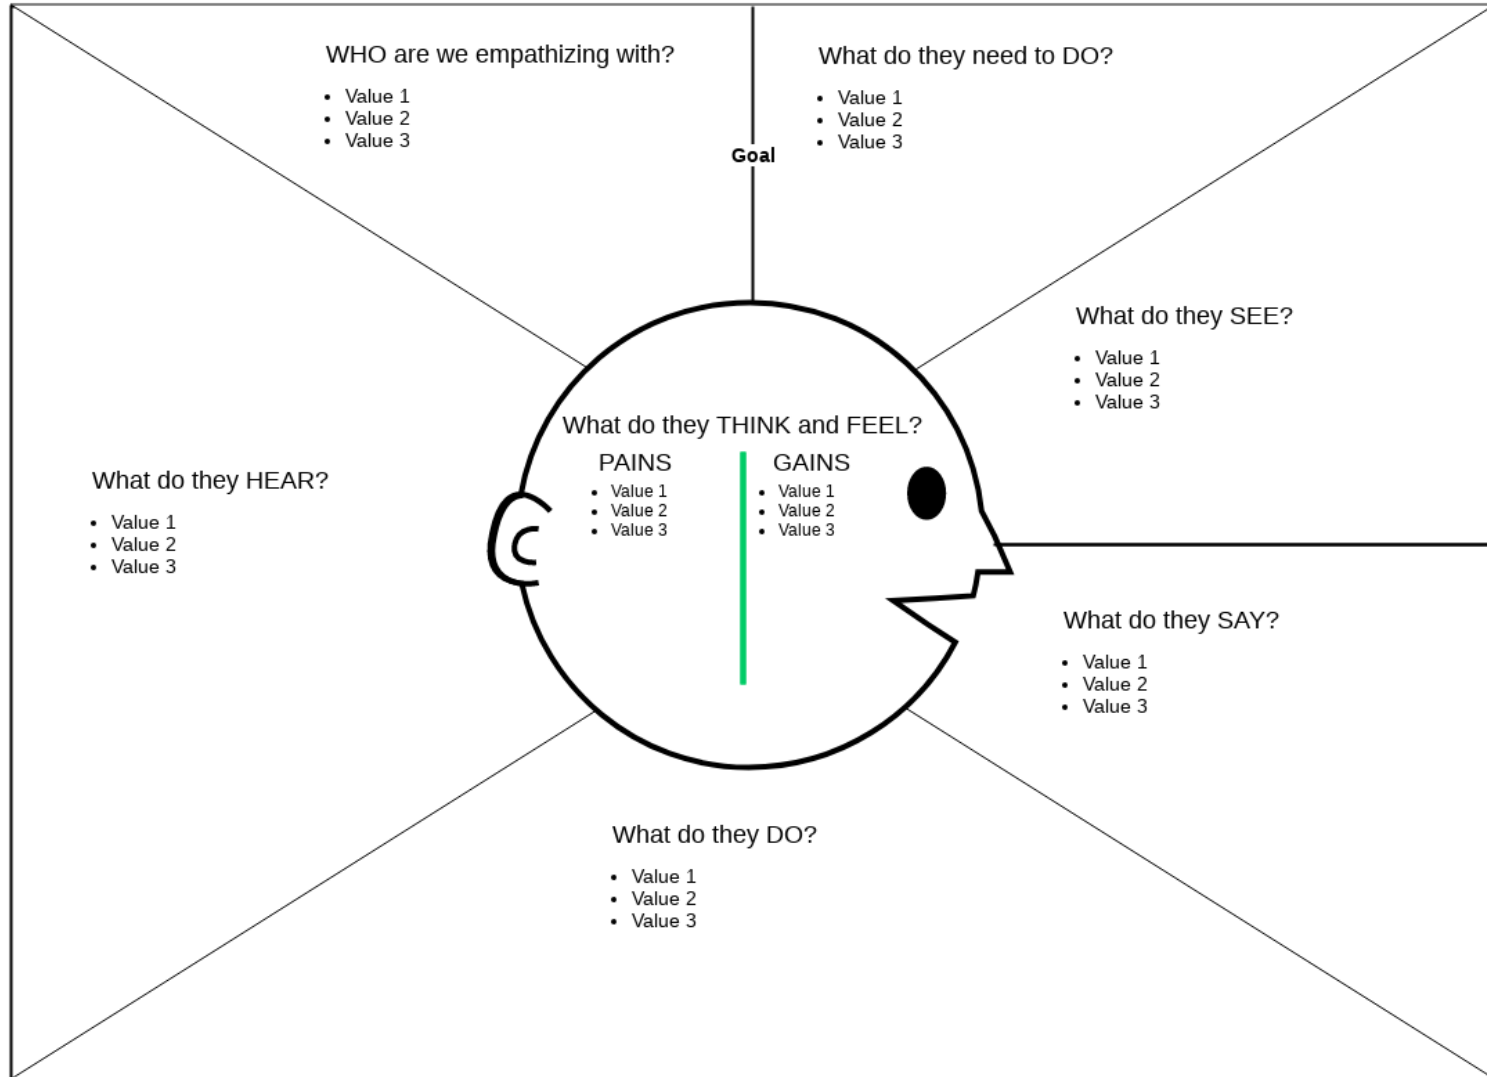 WHO are we empathizing with?
• Value 1
• Value 2
• Value 3
What do they need to DO?
• Value 1
• Value 2
• Value 3
Goal
What do they SEE?
• Value 1
• Value 2
• Value 3
What do they THINK and FEEL?
PAINS
• Value 1
• Value 2
• Value 3
GAINS
• Value 1
• Value 2
• Value 3
What do they HEAR?
• Value 1
• Value 2
• Value 3
What do they SAY?
• Value 1
• Value 2
• Value 3
What do they DO?
• Value 1
• Value 2
• Value 3